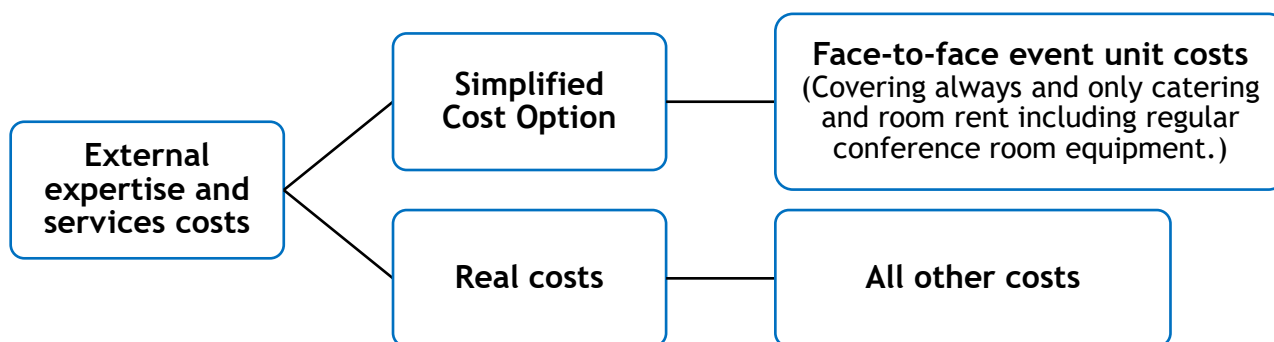 External
expertise and
services costs
Simplified
Cost Option
Face-to-face event unit costs
(Covering always and only catering
and room rent including regular
conference room equipment.)
Real costs
All other costs